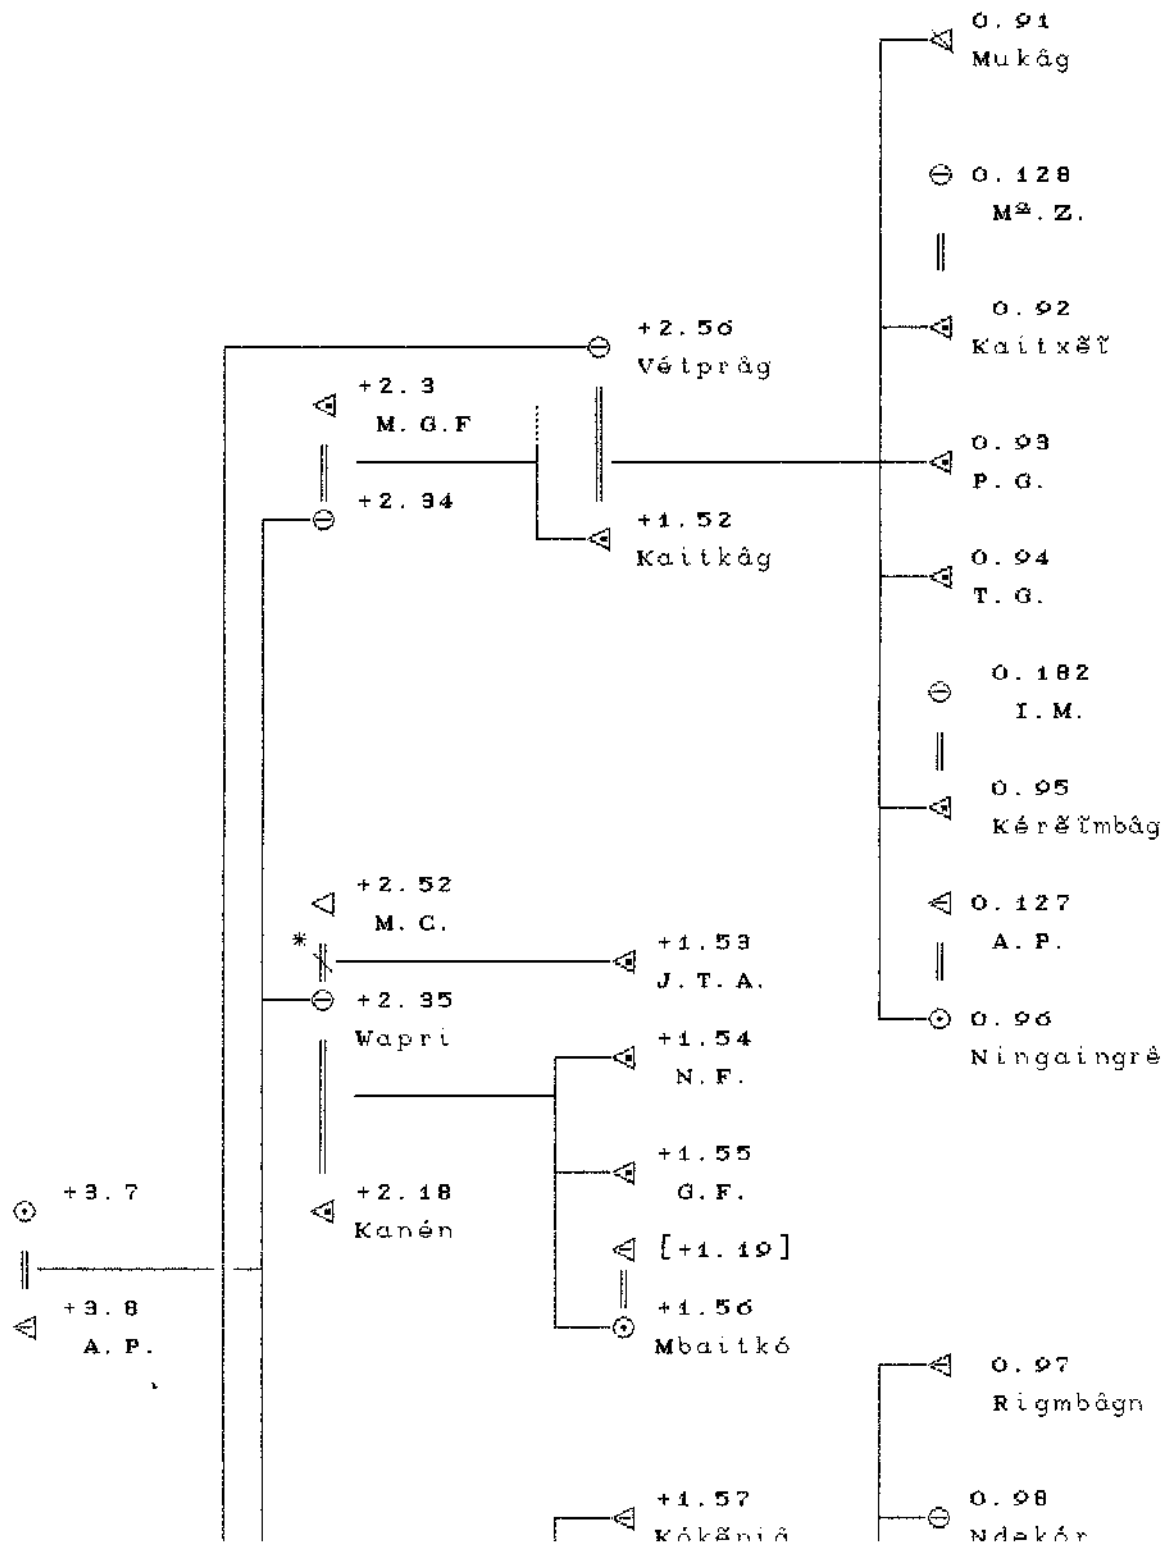 0.91
Mukâg
0.128
Mª.Z.
0.92
Kaitxẽĩ
+2.56
Vétprâg
+2.3
M.G.F
0.93
P.G.
+2.34
+1.52
Kaitkâg
0.94
T.G.
0.182
I.M.
0.95
Kérẽĩmbâg
+2.52
M.C.
*
0.127
A.P.
+1.53
J.T.A.
+2.35
Wapri
0.96
Ningaingrê
+1.54
N.F.
+1.55
G.F.
+3.7
+2.18
Kanén
[+1.19]
+3.8
A.P.
+1.56
Mbaitkó
0.97
Rigmbâgn
+1.57
Kókẽniâ
0.98
Ndekór